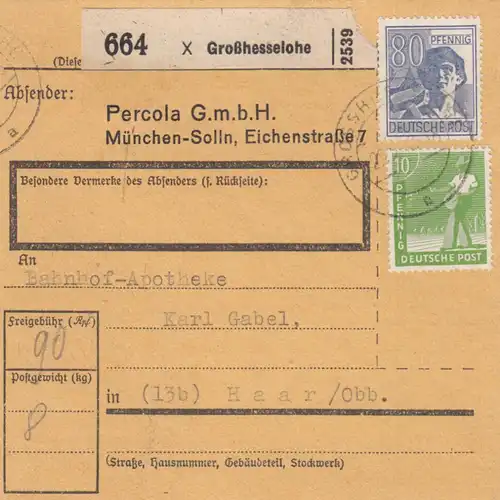 664 X Großhesselohe
2539
(Diese
Absender:
Percola G.m.b.H.
München-Solln, Eichenstraße 7
Besondere Vermerke des Absenders (s. Rückseite):
80 PFENNIG
DEUTSCHE POST
10 PFENNIG
DEUTSCHE POST
An
Bahnhof-Apotheke
Karl Gabel,
Freigebühr (Rpf)
90
Postgewicht (kg)
8
in (13b) Haar/Obb.
(Straße, Hausnummer, Gebäudeteil, Stockwerk)